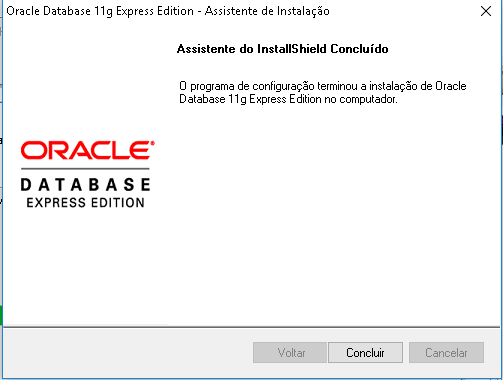 Oracle Database 11g Express Edition - Assistente de Instalação
Assistente do InstallShield Concluído
O programa de configuração terminou a instalação de Oracle
Database 11g Express Edition no computador.
ORACLE
DATABASE
EXPRESS EDITION
Voltar
Concluir
Cancelar